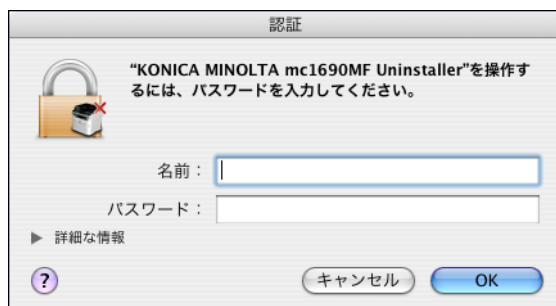 認証
“KONICA MINOLTA mc1690MF Uninstaller”を操作す
るには、パスワードを入力してください。
名前：
パスワード：
▶ 詳細な情報
?
キャンセル
OK